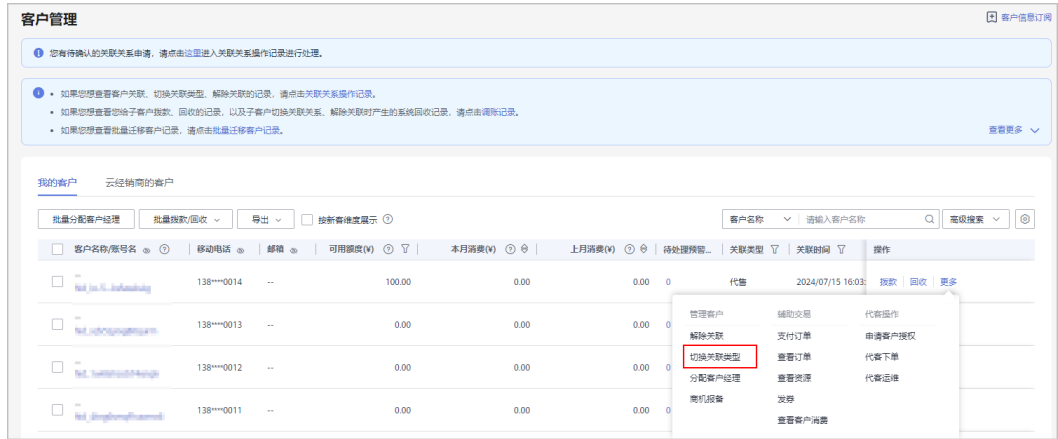 客户管理
客户信息订阅
您有待确认的关联关系申请，请点击这里进入关联关系操作记录进行处理。
如果您想查看客户关联、切换关联类型、解除关联的记录，请点击关联关系操作记录。
如果您想查看您给子客户拨款、回收的记录，以及子客户切换关联关系、解除关联时产生的系统回收记录，请点击调账记录。
如果您想查看批量迁移客户记录，请点击批量迁移客户记录。
查看更多
我的客户 云经销商的客户
批量分配客户经理 批量拨款/回收 导出 按新客维度展示 客户名称 请输入客户名称 高级搜索
客户名称/账号名 移动电话 邮箱 可用额度(¥) 本月消费(¥) 上月消费(¥) 待处理预警... 关联类型 关联时间 操作
--
138****0014 -- 100.00 0.00 0.00 0 代售 2024/07/15 16:03: 拨款 回收 更多
--
138****0013 -- 0.00 0.00 0.00 0
--
138****0012 -- 0.00 0.00 0.00 0
--
138****0011 -- 0.00 0.00 0.00 0
管理客户 辅助交易 代客操作
解除关联 支付订单 申请客户授权
切换关联类型 查看订单 代客下单
分配客户经理 查看资源 代客运维
商机报备 发券
查看客户消费